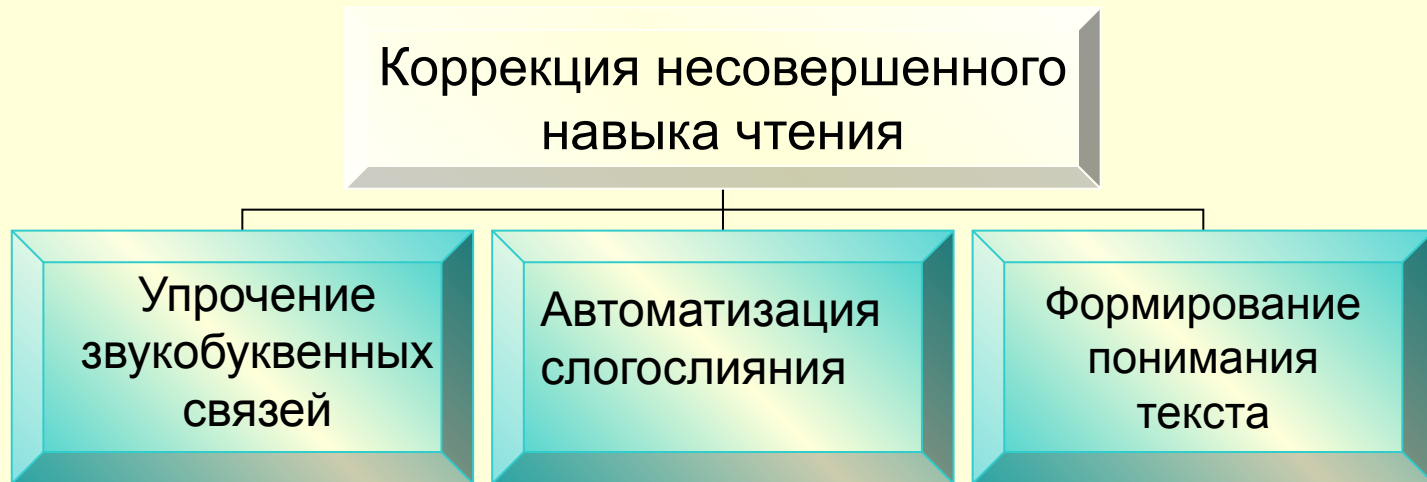 Коррекция несовершенного
навыка чтения
Упрочение
звукобуквенных
связей
Автоматизация
слогослияния
Формирование
понимания
текста